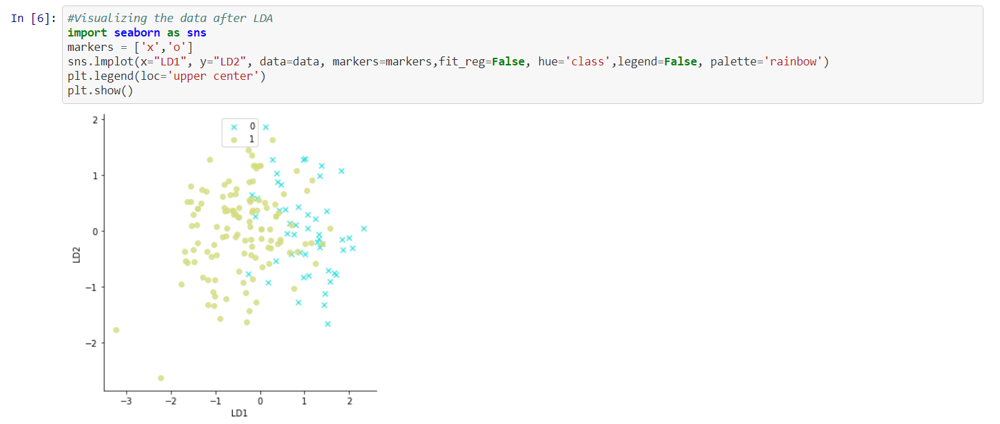 In [6]:
#Visualizing the data after LDA
import seaborn as sns
markers = ['x','o']
sns.lmplot(x="LD1", y="LD2", data=data, markers=markers,fit_reg=False, hue='class',legend=False, palette='rainbow')
plt.legend(loc='upper center')
plt.show()
0
1
2
1
0
−1
−2
LD2
−3
−2
−1
0
1
2
LD1